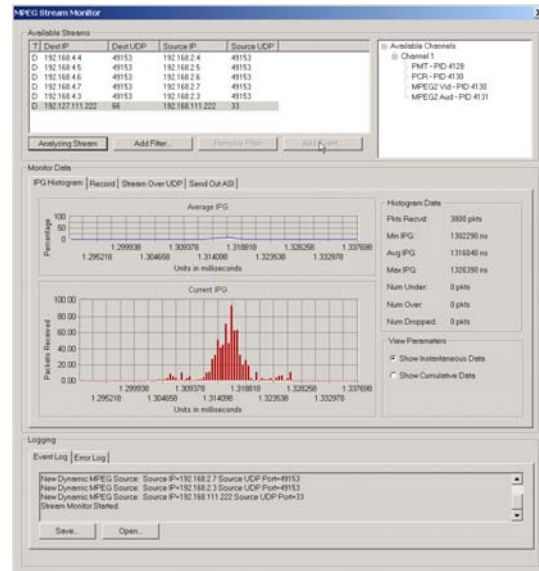 MPEG Stream Monitor
Available Streams
T Dest IP Dest UDP Source IP Source UDP
D 192.168.4.4 49153 192.168.2.4 49153
D 192.168.4.5 49153 192.168.2.5 49153
D 192.168.4.6 49153 192.168.2.6 49153
D 192.168.4.7 49153 192.168.2.7 49153
D 192.168.4.3 49153 192.168.2.3 49153
D 192.127.111.222 66 192.168.111.222 33
Available Channels
Channel 1
PMT - PID 4128
PCR - PID 4130
MPEG2 Vid - PID 4130
MPEG2 Aud - PID 4131
Analyzing Stream Add Filter... Remove Filter
Monitor Data
IPG Histogram Record Stream Over UDP Send Out ASI
Average IPG
Percentage
100
50
0
1.299938 1.309378 1.318818 1.328258 1.337698
1.295218 1.304658 1.314098 1.323538 1.332978
Units in milliseconds
Current IPG
Packets Received
100.00
80.00
60.00
40.00
20.00
0.00
1.299938 1.309378 1.318818 1.328258 1.337698
1.295218 1.304658 1.314098 1.323538 1.332978
Units in milliseconds
Histogram Data
Pkts Recvd: 3800 pkts
Min IPG: 1302290 ns
Avg IPG: 1316040 ns
Max IPG: 1326390 ns
Num Under: 0 pkts
Num Over: 0 pkts
Num Dropped: 0 pkts
View Parameters
Show Instantaneous Data
Show Cumulative Data
Logging
Event Log Error Log
New Dynamic MPEG Source: Source IP=192.168.2.7 Source UDP Port=49153
New Dynamic MPEG Source: Source IP=192.168.2.3 Source UDP Port=49153
New Dynamic MPEG Source: Source IP=192.168.111.222 Source UDP Port=33
Stream Monitor Started.
Save... Open...